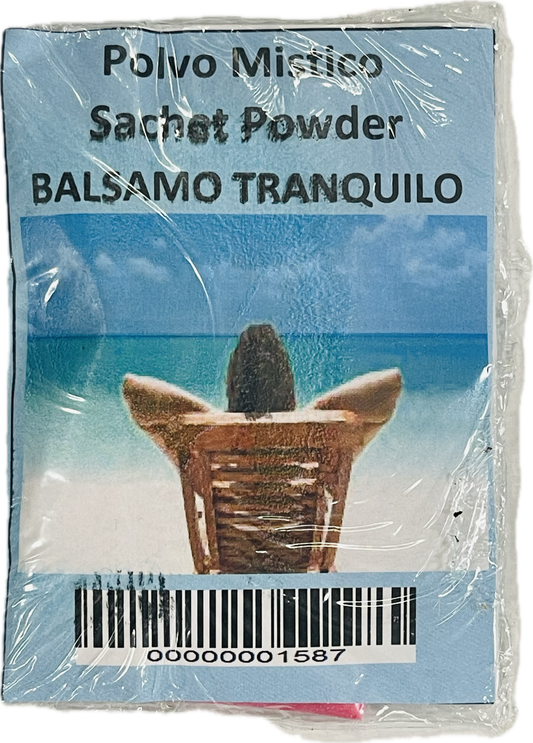 Polvo Mistico
Sachet Powder
BALSAMO TRANQUILO
00000001587